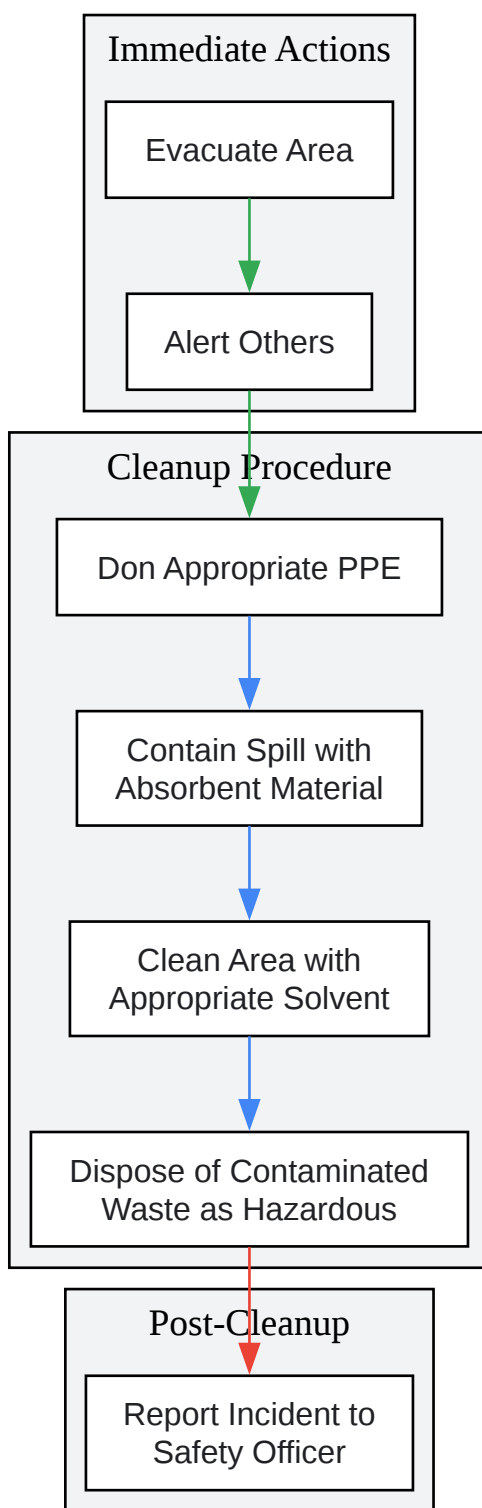 Immediate Actions
Evacuate Area
Alert Others
Cleanup Procedure
Don Appropriate PPE
Contain Spill with
Absorbent Material
Clean Area with
Appropriate Solvent
Dispose of Contaminated
Waste as Hazardous
Post-Cleanup
Report Incident to
Safety Officer